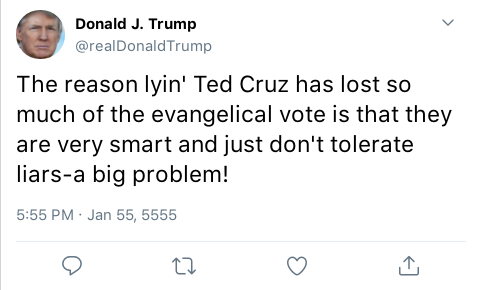 Donald J. Trump
@realDonaldTrump
The reason lyin' Ted Cruz has lost so
much of the evangelical vote is that they
are very smart and just don't tolerate
liars-a big problem!
5:55 PM · Jan 55, 5555